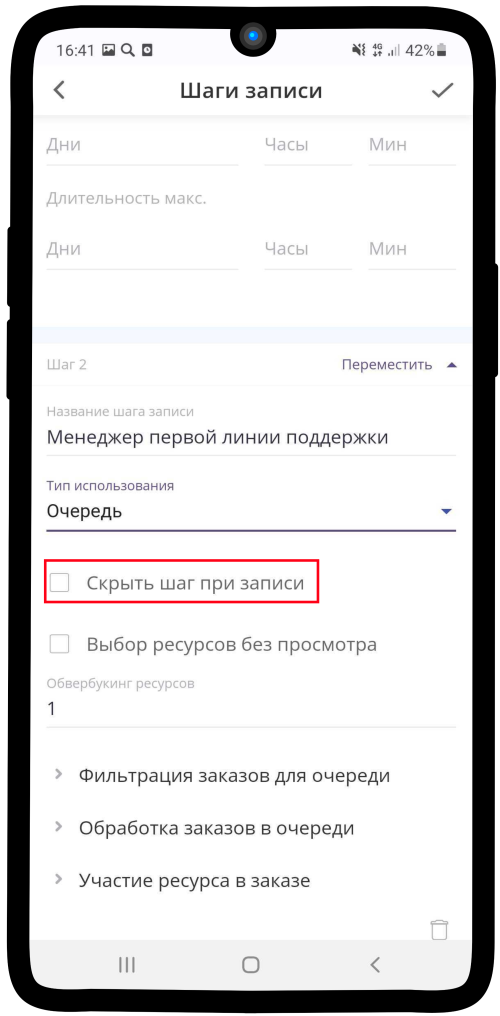 16:41 4G 42%
Шаги записи
Дни Часы Мин
Длительность макс.
Дни Часы Мин
Шаг 2 Переместить
Название шага записи
Менеджер первой линии поддержки
Тип использования
Очередь
Скрыть шаг при записи
Выбор ресурсов без просмотра
Обвербукинг ресурсов
1
Фильтрация заказов для очереди
Обработка заказов в очереди
Участие ресурса в заказе